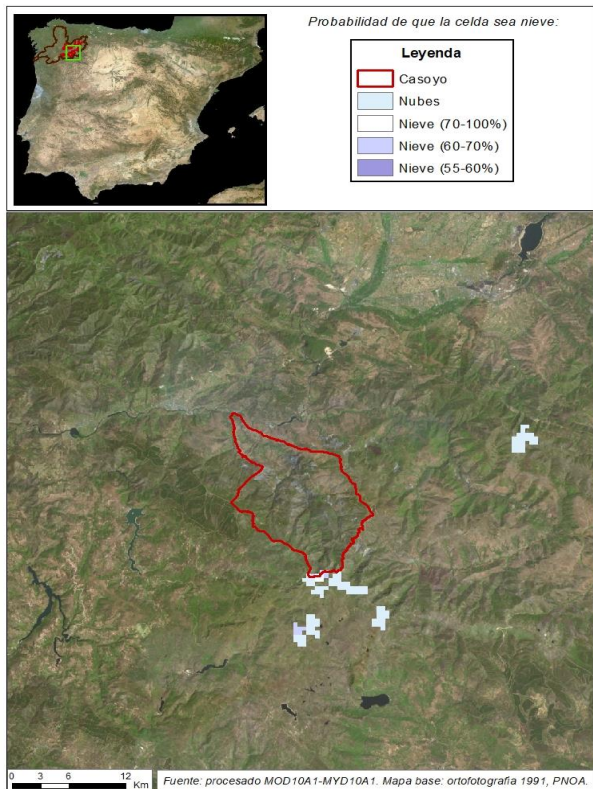 Probabilidad de que la celda sea nieve:
Leyenda
Casoyo
Nubes
Nieve (70-100%)
Nieve (60-70%)
Nieve (55-60%)
0 3 6 12
Km
Fuente: procesado MOD10A1-MYD10A1. Mapa base: ortofotografia 1991, PNOA.